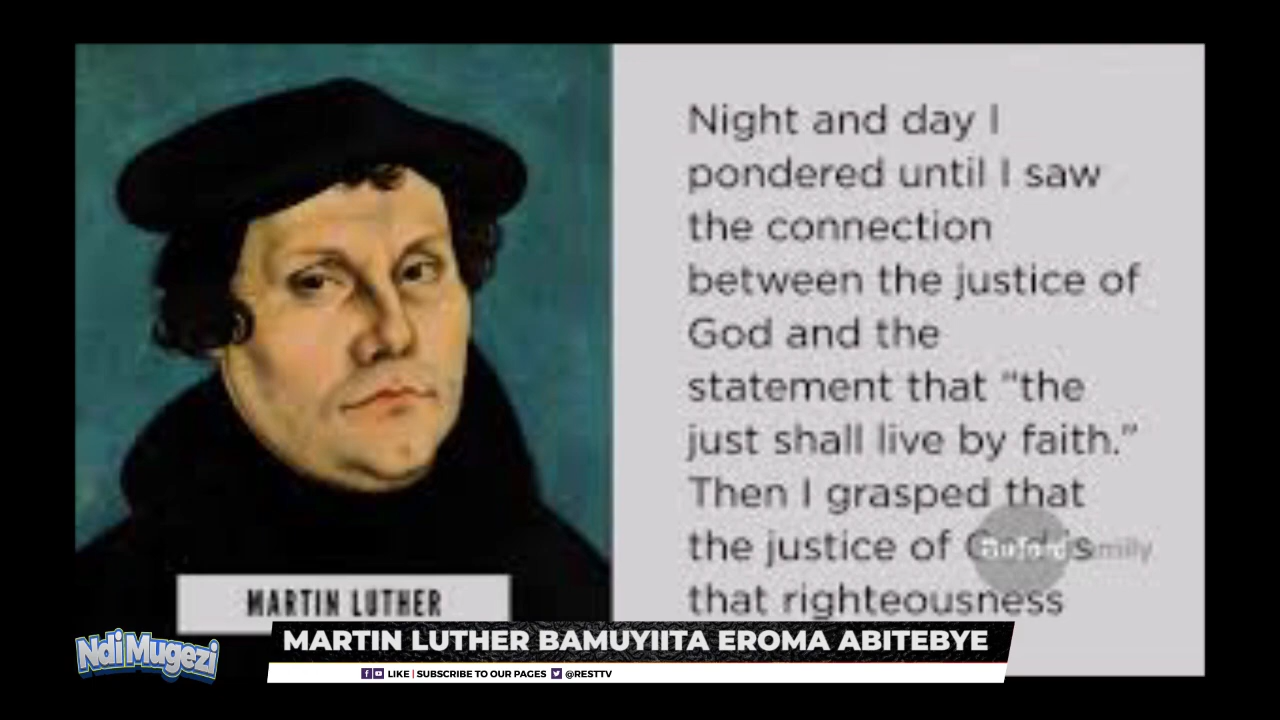 Night and day I
pondered until I saw
the connection
between the justice of
God and the
statement that “the
just shall live by faith.”
Then I grasped that
the justice of God is
that righteousness
MARTIN LUTHER
MARTIN LUTHER BAMUYIITA EROMA ABITEBYE
Ndi Mugezi
LIKE | SUBSCRIBE TO OUR PAGES @RESTTV